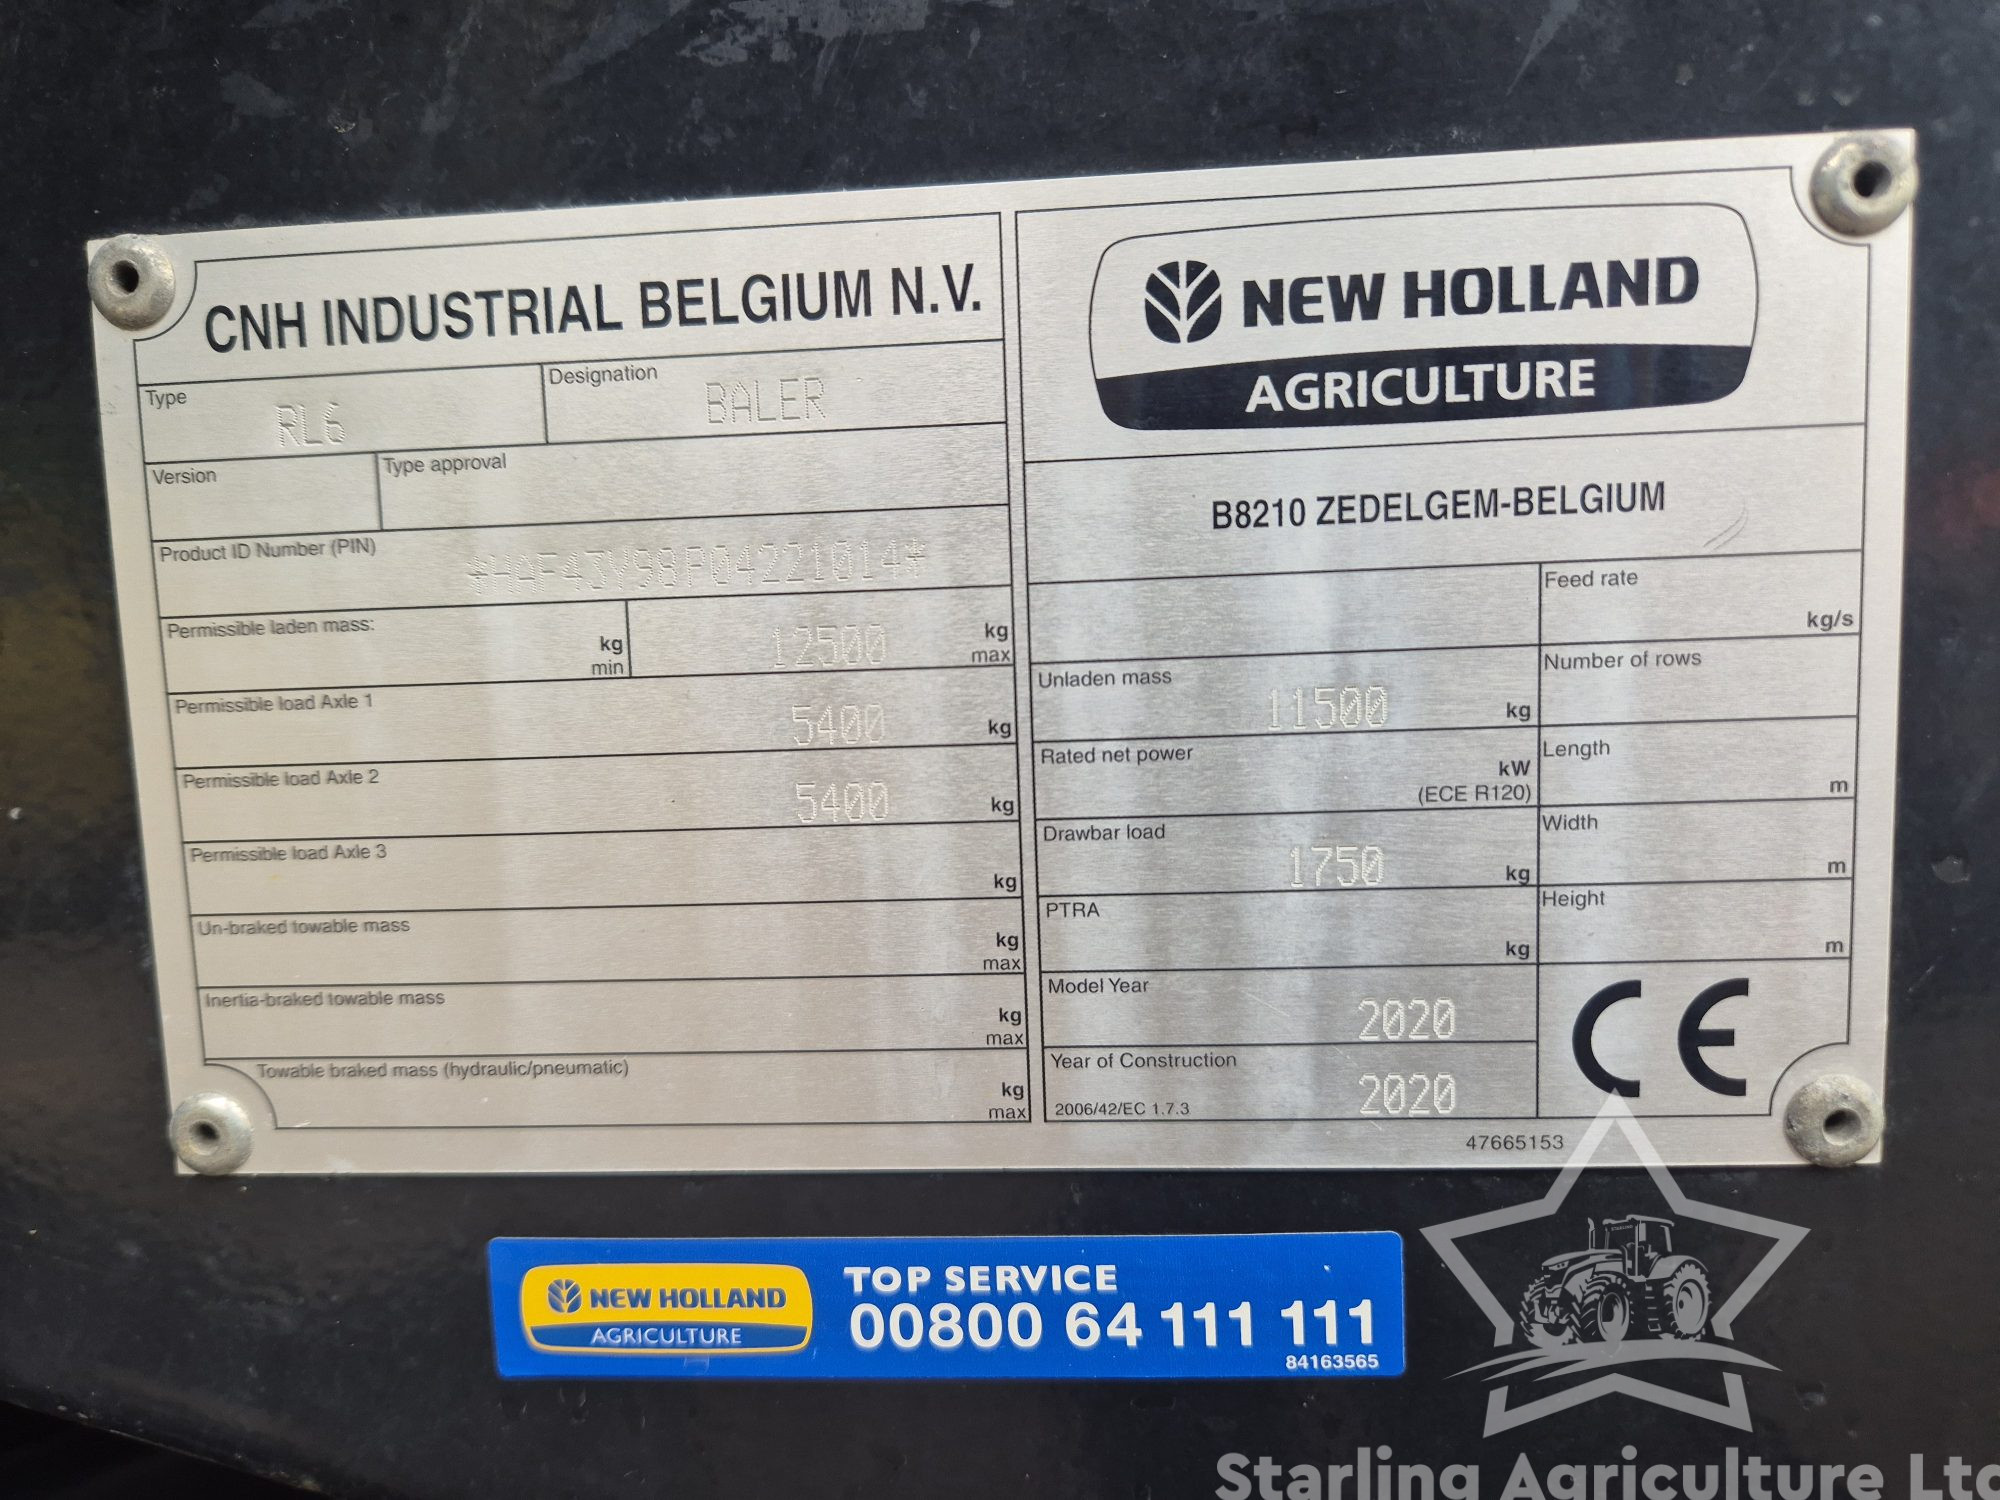 CNH INDUSTRIAL BELGIUM N.V.
Type RL6 Designation BALER
Version Type approval
Product ID Number (PIN) *HAF43Y98P04221014*
Permissible laden mass: kg min 12500 kg max
Permissible load Axle 1 5400 kg
Permissible load Axle 2 5400 kg
Permissible load Axle 3 kg
Un-braked towable mass kg max
Inertia-braked towable mass kg max
Towable braked mass (hydraulic/pneumatic) kg max
NEW HOLLAND
AGRICULTURE
B8210 ZEDELGEM-BELGIUM
Feed rate kg/s
Unladen mass 11500 kg
Number of rows
Rated net power kW (ECE R120)
Length m
Drawbar load 1750 kg
Width m
PTRA kg
Height m
Model Year 2020
Year of Construction 2020
2006/42/EC 1.7.3
CE
47665153
NEW HOLLAND
AGRICULTURE
TOP SERVICE
00800 64 111 111
84163565
STARLING
Starling Agriculture Ltd